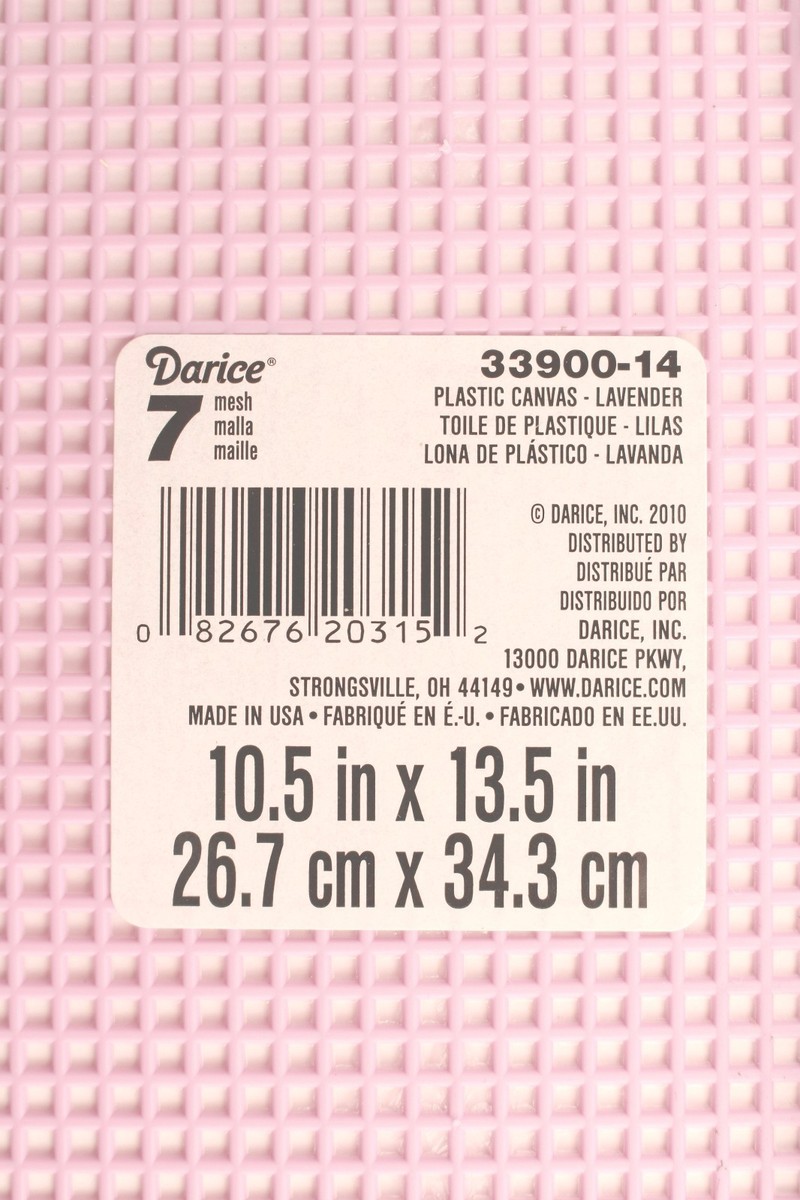 Darice®
7 mesh
malla
maille
33900-14
PLASTIC CANVAS - LAVENDER
TOILE DE PLASTIQUE - LILAS
LONA DE PLÁSTICO - LAVANDA
0 82676 20315 2
© DARICE, INC. 2010
DISTRIBUTED BY
DISTRIBUÉ PAR
DISTRIBUIDO POR
DARICE, INC.
13000 DARICE PKWY,
STRONGSVILLE, OH 44149 • WWW.DARICE.COM
MADE IN USA • FABRIQUÉ EN É.-U. • FABRICADO EN EE.UU.
10.5 in x 13.5 in
26.7 cm x 34.3 cm